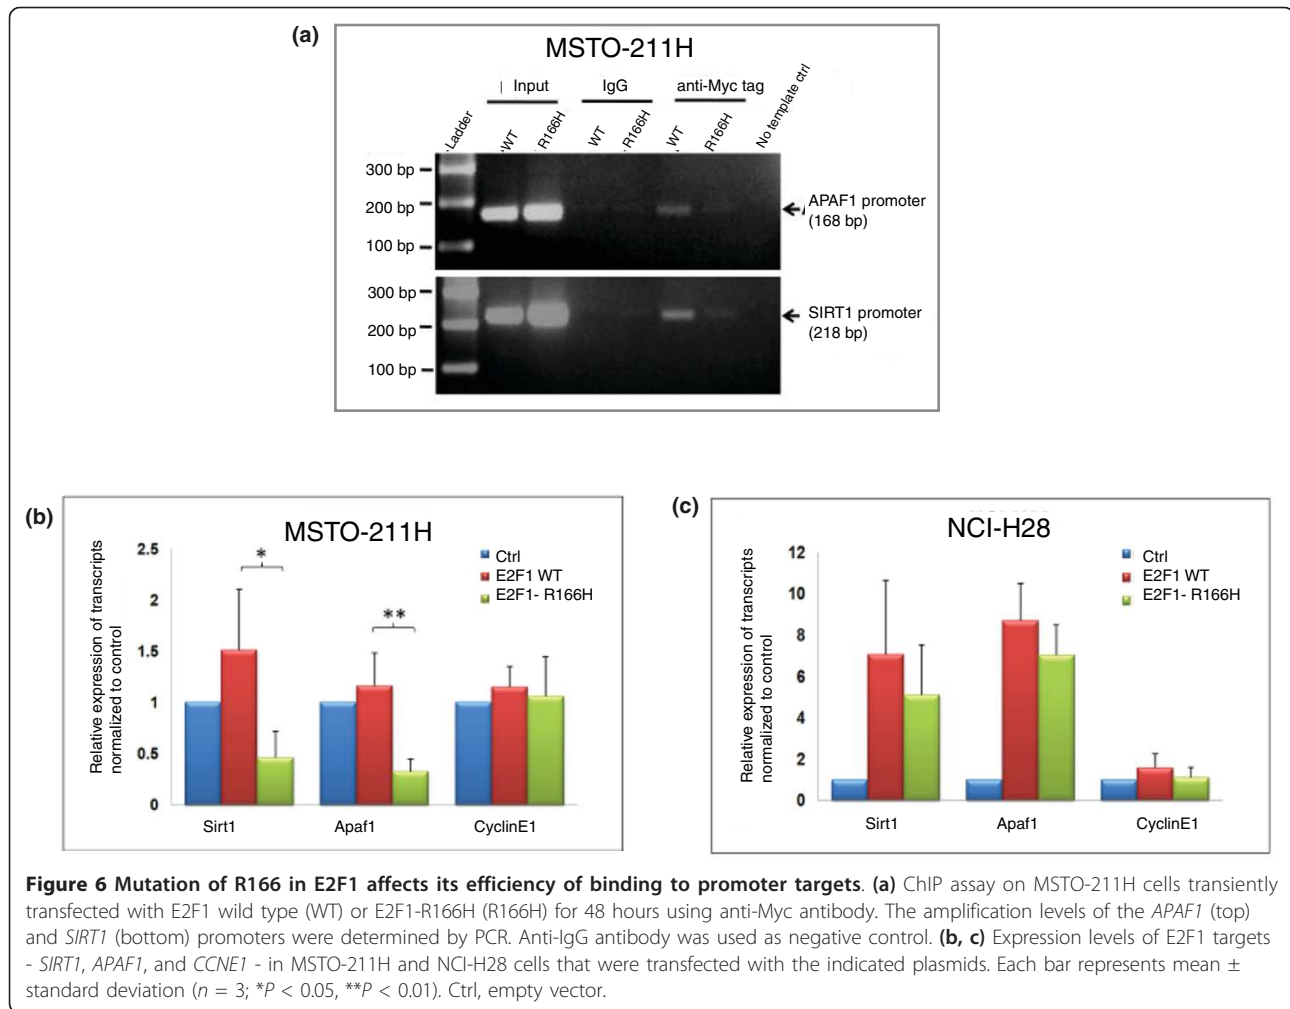 (a)
MSTO-211H
Input IgG anti-Myc tag
Ladder WT R166H WT R166H WT R166H No template ctrl
300 bp
200 bp
100 bp
APAF1 promoter
(168 bp)
300 bp
200 bp
100 bp
SIRT1 promoter
(218 bp)
(b)
MSTO-211H
Relative expression of transcripts
normalized to control
2.5
2
1.5
1
0.5
0
*
**
Ctrl
E2F1 WT
E2F1- R166H
Sirt1 Apaf1 CyclinE1
(c)
NCI-H28
Relative expression of transcripts
normalized to control
12
10
8
6
4
2
0
Ctrl
E2F1 WT
E2F1- R166H
Sirt1 Apaf1 CyclinE1
Figure 6 Mutation of R166 in E2F1 affects its efficiency of binding to promoter targets. (a) ChIP assay on MSTO-211H cells transiently
transfected with E2F1 wild type (WT) or E2F1-R166H (R166H) for 48 hours using anti-Myc antibody. The amplification levels of the APAF1 (top)
and SIRT1 (bottom) promoters were determined by PCR. Anti-IgG antibody was used as negative control. (b, c) Expression levels of E2F1 targets
- SIRT1, APAF1, and CCNE1 - in MSTO-211H and NCI-H28 cells that were transfected with the indicated plasmids. Each bar represents mean ±
standard deviation (n = 3; *P < 0.05, **P < 0.01). Ctrl, empty vector.